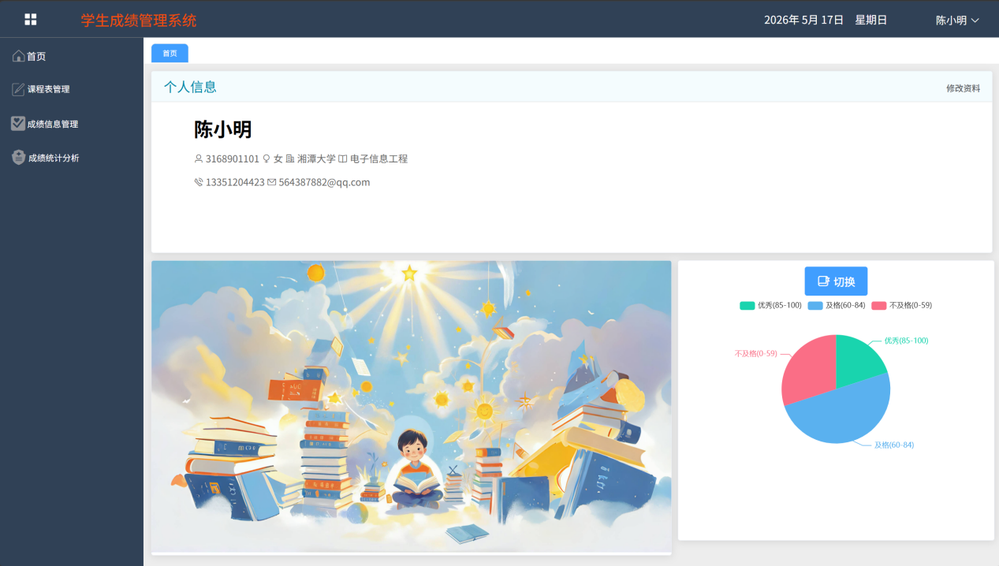 学生成绩管理系统
2026年 5月 17日 星期日
陈小明
首页
课程表管理
成绩信息管理
成绩统计分析
首页
个人信息
修改资料
陈小明
3168901101 女 湘潭大学 电子信息工程
13351204423 564387882@qq.com
切换
优秀(85-100) 及格(60-84) 不及格(0-59)
优秀(85-100)
不及格(0-59)
及格(60-84)